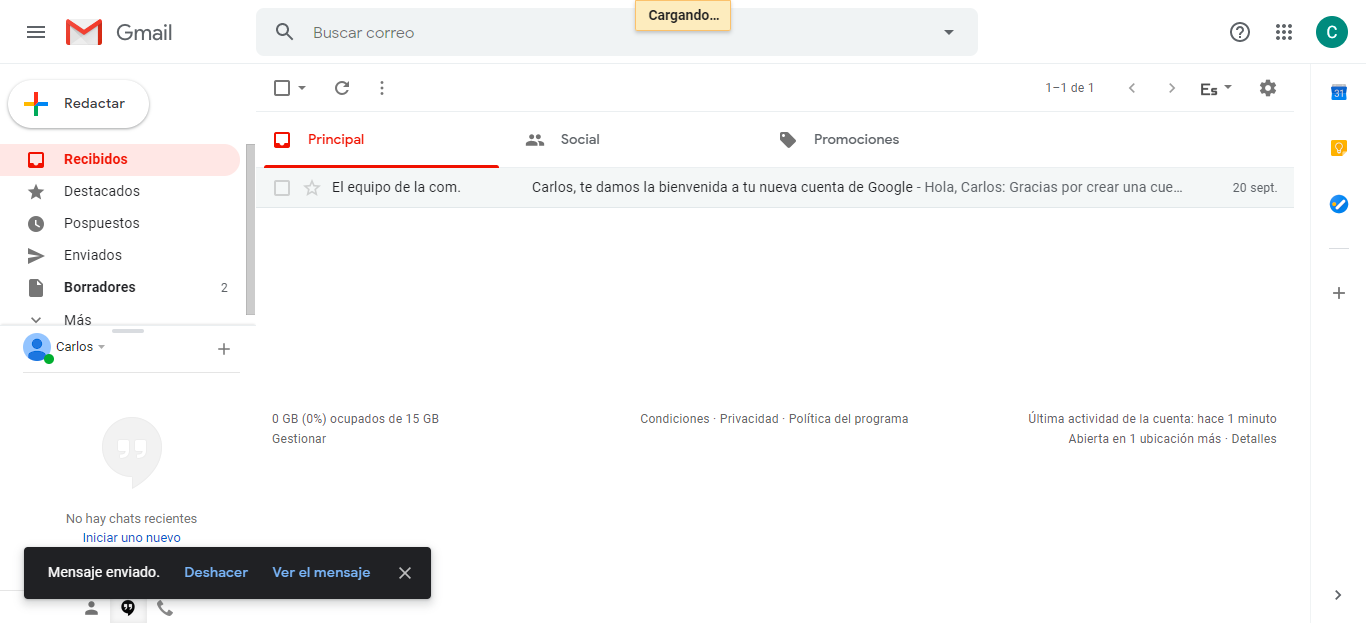 Cargando...
Gmail
Buscar correo
C
Redactar
1–1 de 1
Es
31
Principal
Social
Promociones
Recibidos
El equipo de la com.
Carlos, te damos la bienvenida a tu nueva cuenta de Google - Hola, Carlos: Gracias por crear una cue...
20 sept.
Destacados
Pospuestos
Enviados
Borradores 2
Más
Carlos
0 GB (0%) ocupados de 15 GB
Gestionar
Condiciones · Privacidad · Política del programa
Última actividad de la cuenta: hace 1 minuto
Abierta en 1 ubicación más · Detalles
No hay chats recientes
Iniciar uno nuevo
Mensaje enviado. Deshacer Ver el mensaje